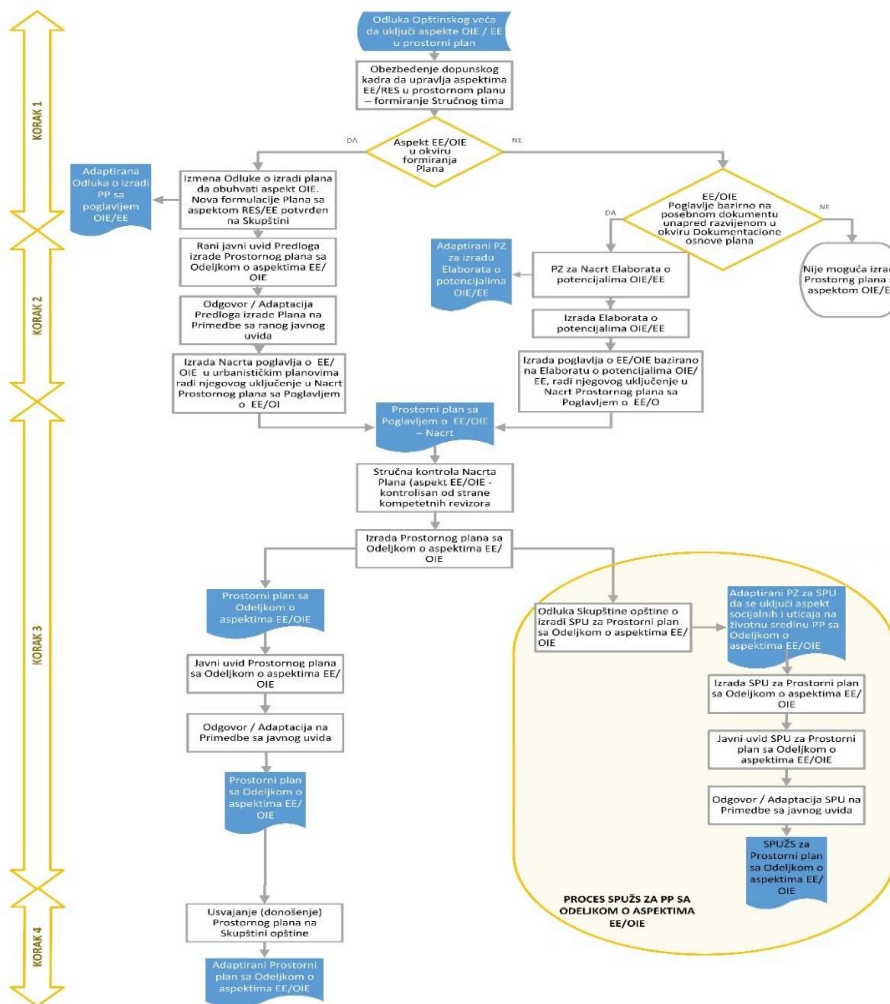 Odluka Opštinskog veća
da uključi aspekte OIE / EE
u prostorni plan
Obezbeđenje dopunskog
kadra da upravlja aspektima
EE/RES u prostornom planu
– formiranje Stručnog tima
KORAK 1
DA
Aspekt EE/OIE
u okviru
formiranja
Plana
NE
Adaptirana
Odluka o izradi
PP sa
poglavljem
OIE/EE
Izmena Odluke o izradi plana
da obuhvati aspekt OIE.
Nova formulacije Plana sa
aspektom RES/EE potvrđen
na Skupštini
EE/OIE
Poglavlje bazirno na
posebnom dokumentu
unapred razvijenom u
okviru Dokumentacione
osnove plana
DA
NE
KORAK 2
Rani javni uvid Predloga
izrade Prostornog plana sa
Odeljkom o aspektima EE/
OIE
Adaptirani PZ
za izradu
Elaborata o
potencijalima
OIE/EE
PZ za Nacrt Elaborata o
potencijalima OIE/EE
Nije moguća izrada
Prostornog plana sa
aspektom OIE/EE
Odgovor / Adaptacija
Predloga izrade Plana na
Primedbe sa ranog javnog
uvida
Izrada Elaborata o
potencijalima OIE/EE
Izrada Nacrta poglavlja o EE/
OIE u urbanističkim planovima
radi njegovog uključenje u Nacrt
Prostornog plana sa Poglavljem
o EE/OI
Izrada poglavlja o EE/OIE bazirano
na Elaboratu o potencijalima OIE/
EE, radi njegovog uključenje u
Nacrt Prostornog plana sa
Poglavljem o EE/O
Prostorni plan sa
Poglavljem o EE/OIE
– Nacrt
Stručna kontrola Nacrta
Plana (aspekt EE/OIE -
kontrolisan od strane
kompetetnih revizora
Izrada Prostornog plana sa
Odeljkom o aspektima EE/
OIE
KORAK 3
Prostorni plan sa
Odeljkom o
aspektima EE/OIE
Javni uvid Prostornog plana
sa Odeljkom o aspektima EE/
OIE
Odgovor / Adaptacija na
Primedbe sa javnog uvida
Prostorni plan
sa Odeljkom o
aspektima EE/
OIE
Odluka Skupštine opštine o
izradi SPU za Prostorni plan
sa Odeljkom o aspektima EE/
OIE
Adaptirani PZ za SPU
da se uključi aspekt
socijalnih i uticaja na
životnu sredinu PP sa
Odeljkom o
aspektima EE/OIE
Izrada SPU za Prostorni plan
sa Odeljkom o aspektima EE/
OIE
Javni uvid SPU za Prostorni
plan sa Odeljkom o
aspektima EE/OIE
Odgovor / Adaptacija SPU na
Primedbe sa javnog uvida
SPUŽS za
Prostorni plan
sa Odeljkom o
aspektima EE/
OIE
PROCES SPUŽS ZA PP SA
ODELJKOM O ASPEKTIMA
EE/OIE
KORAK 4
Usvajanje (donošenje)
Prostornog plana na
Skupštini opštine
Adaptirani Prostorni
plan sa Odeljkom o
aspektima EE/OIE